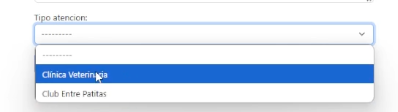 Tipo atencion:
---------
---------
Clínica Veterinaria
Club Entre Patitas